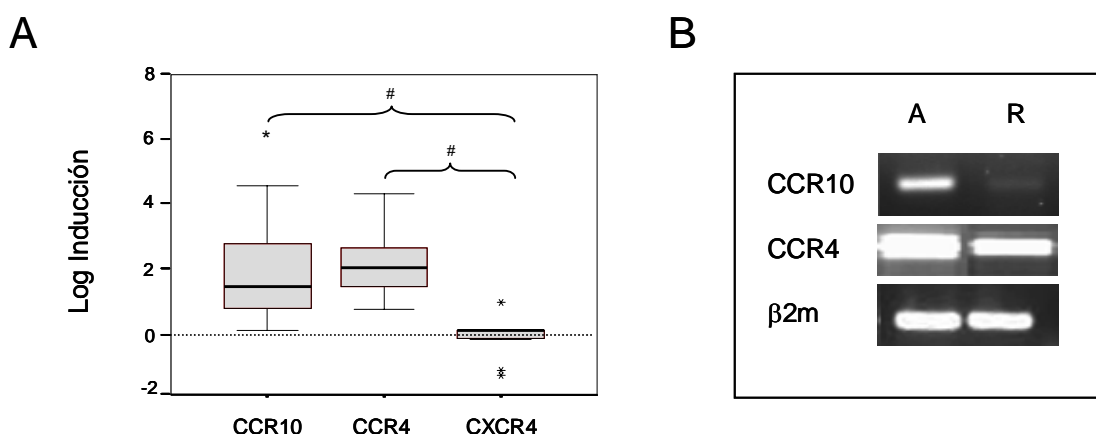 A
Log Inducción
8
6
4
2
0
-2
#
#
*
*
*
*
CCR10 CCR4 CXCR4
B
A R
CCR10
CCR4
β2m